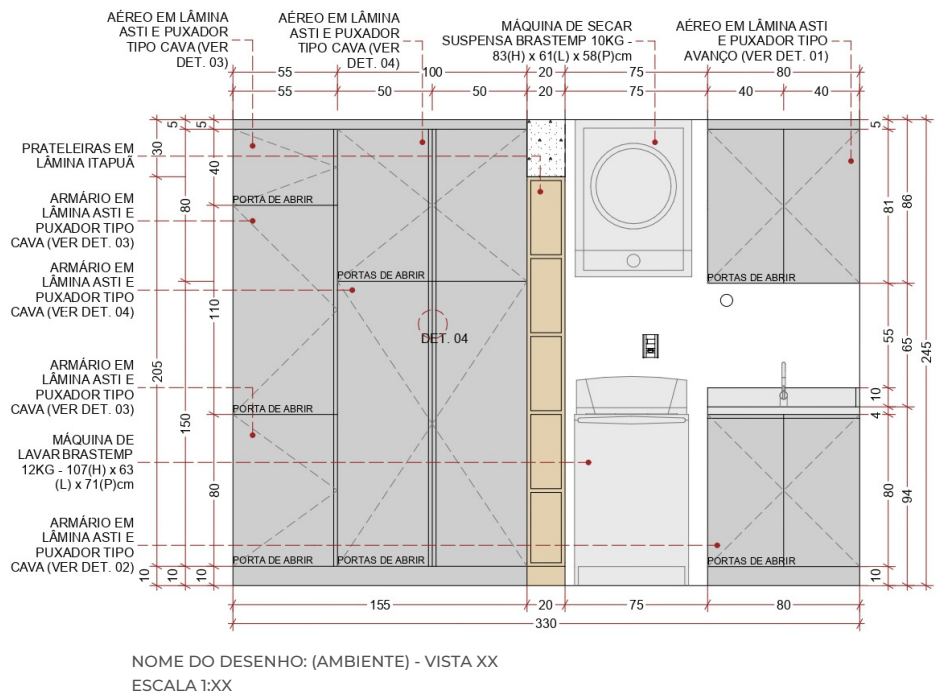 AÉREO EM LÂMINA
ASTI E PUXADOR
TIPO CAVA (VER
DET. 03)
AÉREO EM LÂMINA
ASTI E PUXADOR
TIPO CAVA (VER
DET. 04)
MÁQUINA DE SECAR
SUSPENSA BRASTEMP 10KG -
83(H) x 61(L) x 58(P)cm
AÉREO EM LÂMINA ASTI
E PUXADOR TIPO
AVANÇO (VER DET. 01)
55 100 20 75 80
55 50 50 20 75 40 40
PRATELEIRAS EM
LÂMINA ITAPUÃ
ARMÁRIO EM
LÂMINA ASTI E
PUXADOR TIPO
CAVA (VER DET. 03)
ARMÁRIO EM
LÂMINA ASTI E
PUXADOR TIPO
CAVA (VER DET. 04)
ARMÁRIO EM
LÂMINA ASTI E
PUXADOR TIPO
CAVA (VER DET. 03)
MÁQUINA DE
LAVAR BRASTEMP
12KG - 107(H) x 63
(L) x 71(P)cm
ARMÁRIO EM
LÂMINA ASTI E
PUXADOR TIPO
CAVA (VER DET. 02)
30
205
10
5
80
150
10
5
40
110
80
10
PORTA DE ABRIR
PORTAS DE ABRIR
DET. 04
PORTA DE ABRIR
PORTA DE ABRIR
PORTAS DE ABRIR
PORTAS DE ABRIR
PORTAS DE ABRIR
5
81
55
10
4
80
10
86
65
94
245
155 20 75 80
330
NOME DO DESENHO: (AMBIENTE) - VISTA XX
ESCALA 1:XX